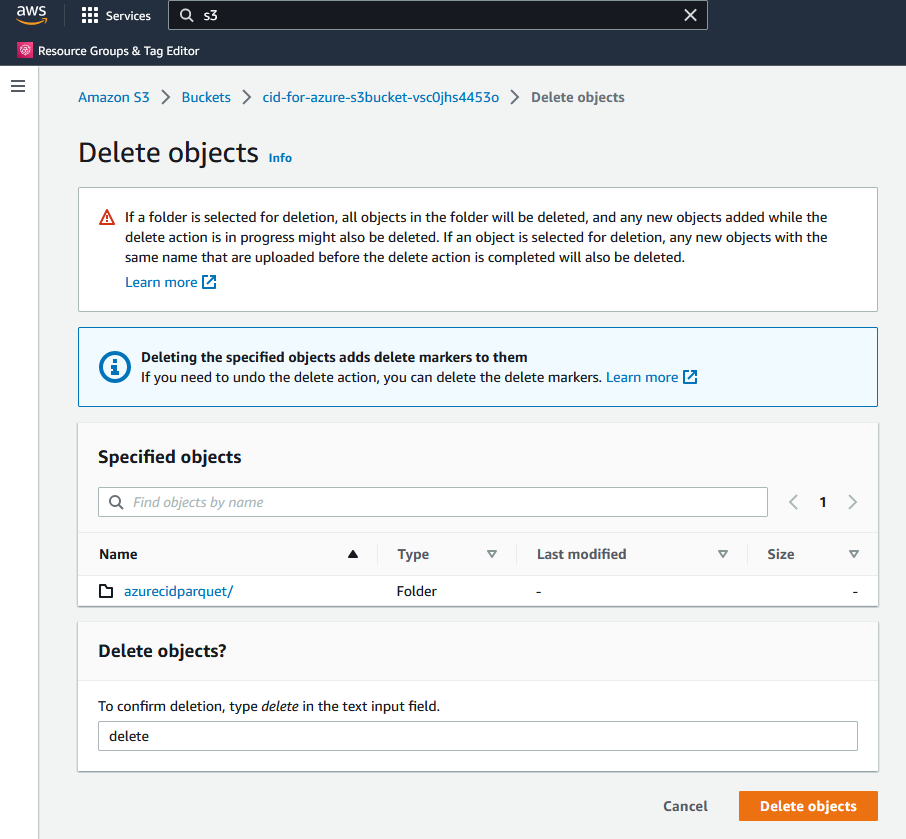 aws
Services
s3
Resource Groups & Tag Editor
Amazon S3 > Buckets > cid-for-azure-s3bucket-vsc0jhs4453o > Delete objects
Delete objects Info
If a folder is selected for deletion, all objects in the folder will be deleted, and any new objects added while the
delete action is in progress might also be deleted. If an object is selected for deletion, any new objects with the
same name that are uploaded before the delete action is completed will also be deleted.
Learn more
Deleting the specified objects adds delete markers to them
If you need to undo the delete action, you can delete the delete markers. Learn more
Specified objects
Find objects by name
1
Name Type Last modified Size
azurecidparquet/ Folder - -
Delete objects?
To confirm deletion, type delete in the text input field.
delete
Cancel Delete objects